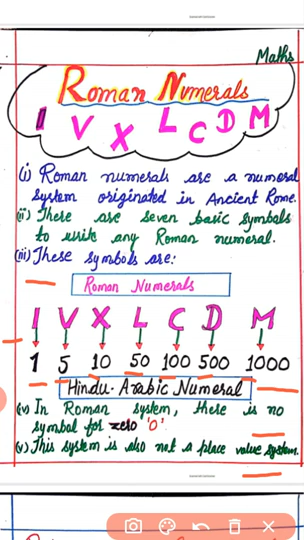 Maths
Roman Numerals
I V X L C D M
(i) Roman numerals are a numeral
system originated in Ancient Rome.
(ii) There are seven basic symbols
to write any Roman numeral.
(iii) These symbols are:
Roman Numerals
I V X L C D M
1 5 10 50 100 500 1000
Hindu-Arabic Numeral
(iv) In Roman system, there is no
symbol for zero '0'.
(v) This system is also not a place value system.